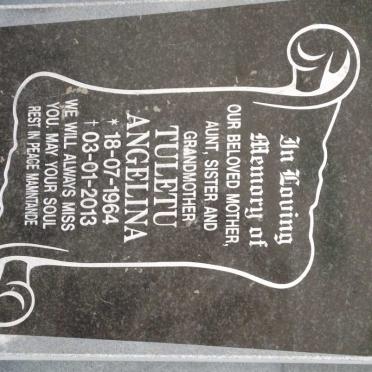 In Loving
Memory of
OUR BELOVED MOTHER,
AUNT, SISTER AND
GRANDMOTHER
TULETU
ANGELINA
* 18-07-1964
† 03-01-2013
WE WILL ALWAYS MISS
YOU. MAY YOUR SOUL
REST IN PEACE MAMNTANDE